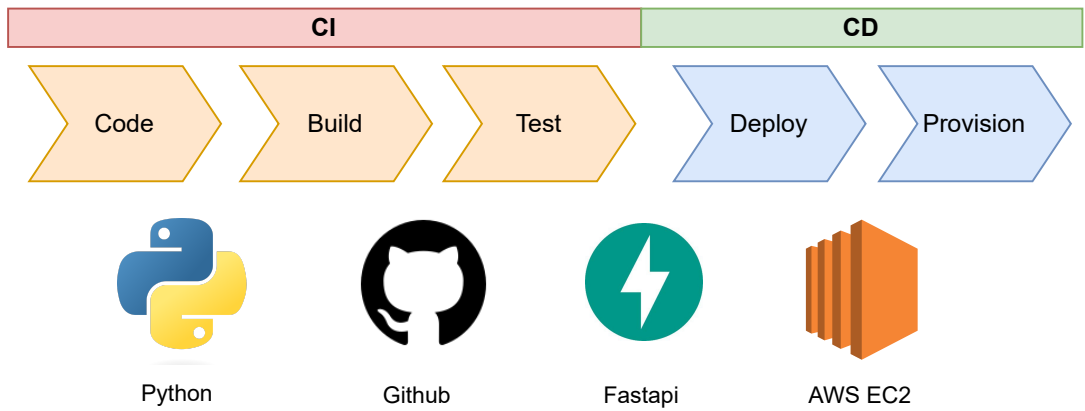 CI
CD
Code
Build
Test
Deploy
Provision
Python
Github
Fastapi
AWS EC2